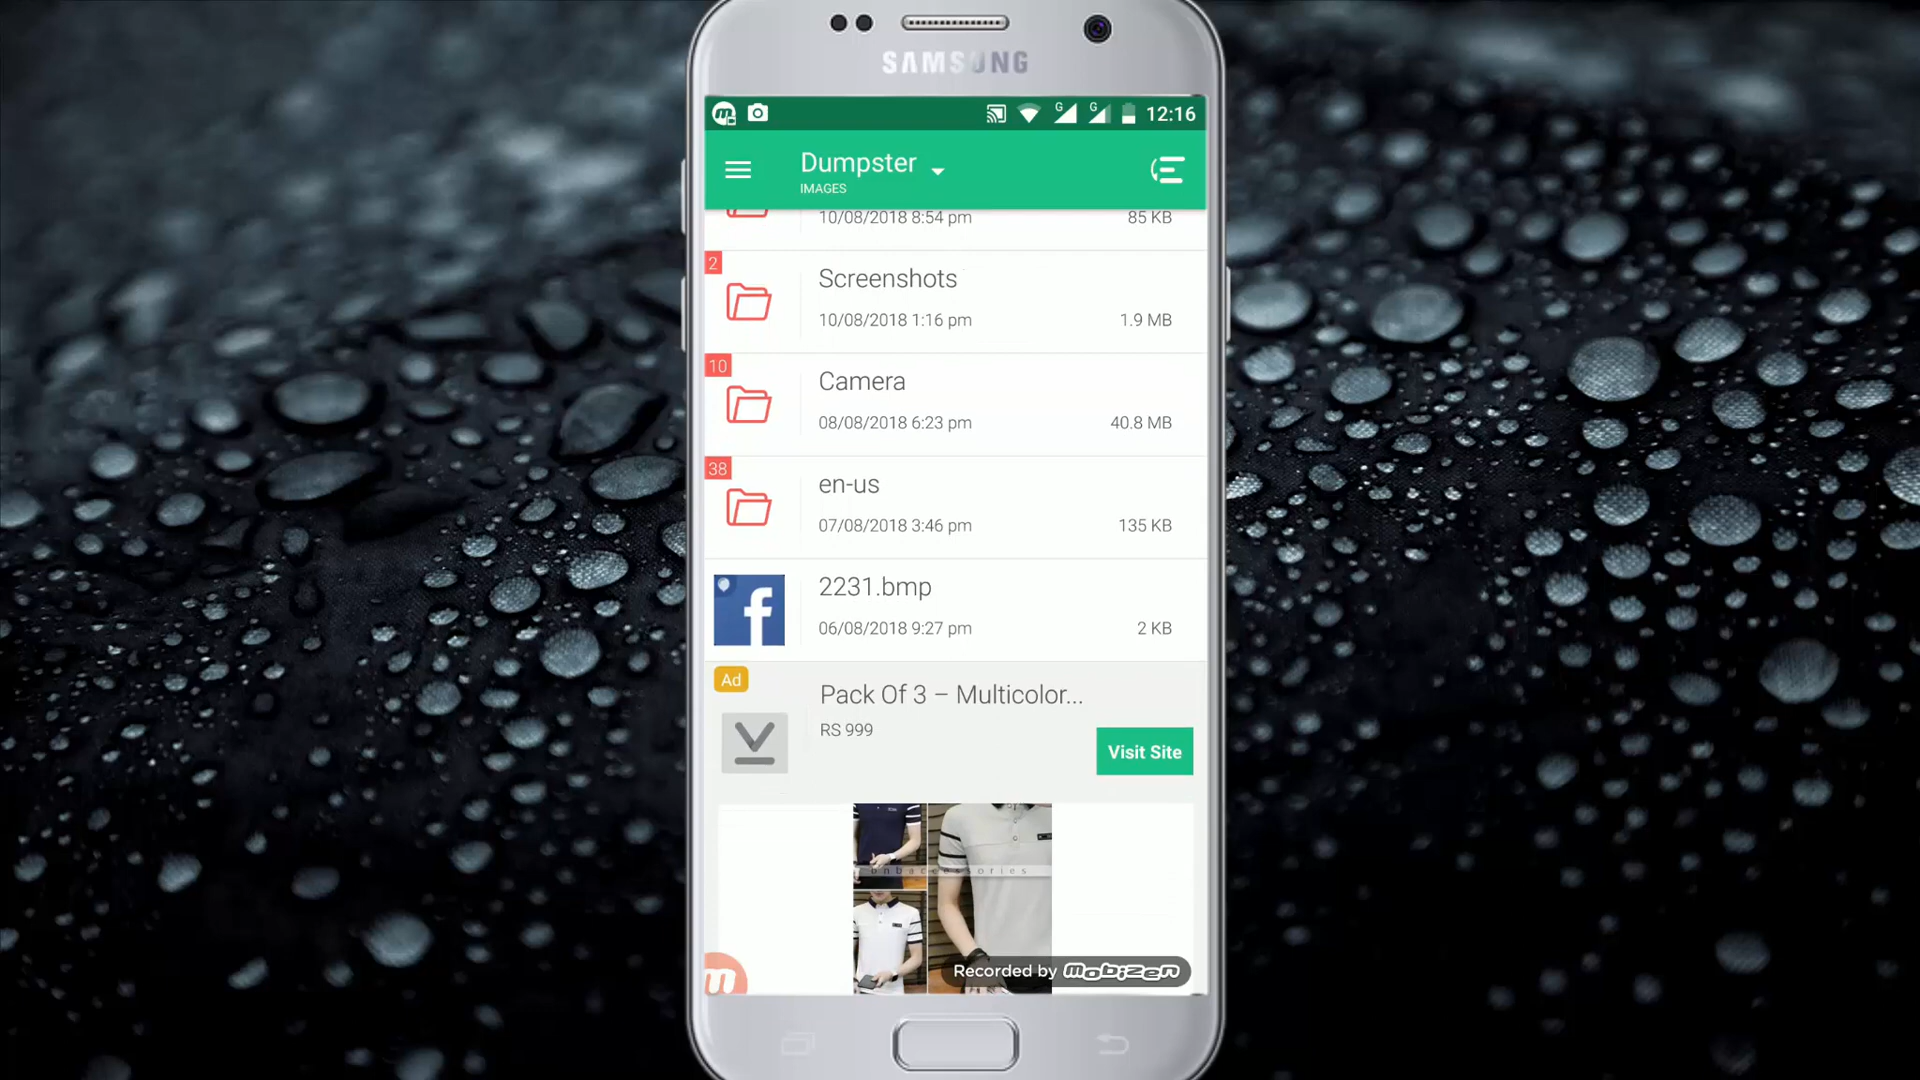 SAMSUNG
G G 12:16
Dumpster
IMAGES
10/08/2018 8:54 pm 85 KB
2
Screenshots
10/08/2018 1:16 pm 1.9 MB
10
Camera
08/08/2018 6:23 pm 40.8 MB
38
en-us
07/08/2018 3:46 pm 135 KB
f
2231.bmp
06/08/2018 9:27 pm 2 KB
Ad
Pack Of 3 – Multicolor...
RS 999
Visit Site
onbaccessories
m
Recorded by mobizen